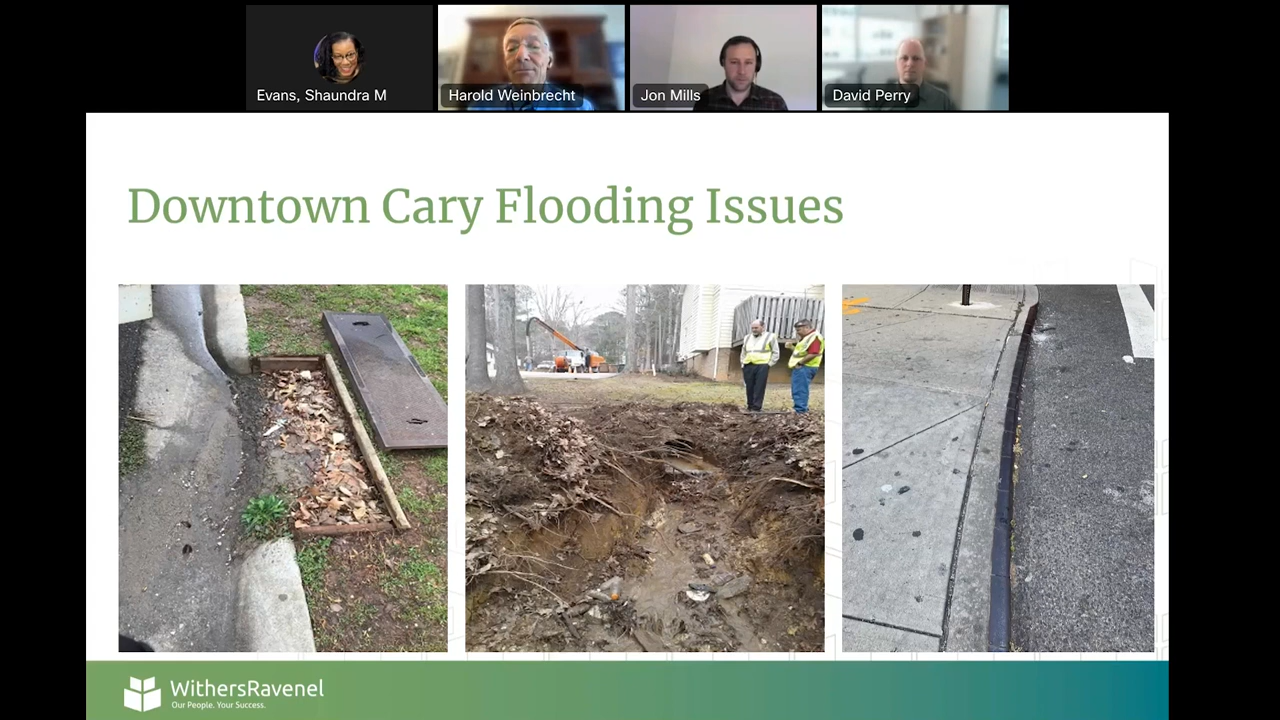 Evans, Shaundra M
Harold Weinbrecht
Jon Mills
David Perry
Downtown Cary Flooding Issues
WithersRavenel
Our People. Your Success.